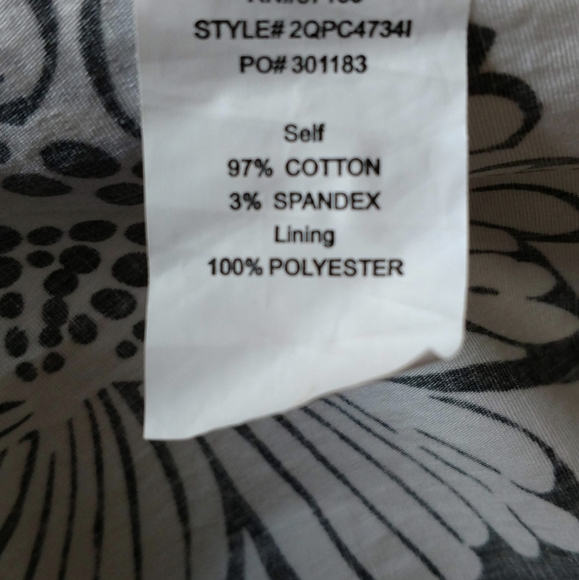 STYLE# 2QPC4734I
PO# 301183
Self
97% COTTON
3% SPANDEX
Lining
100% POLYESTER